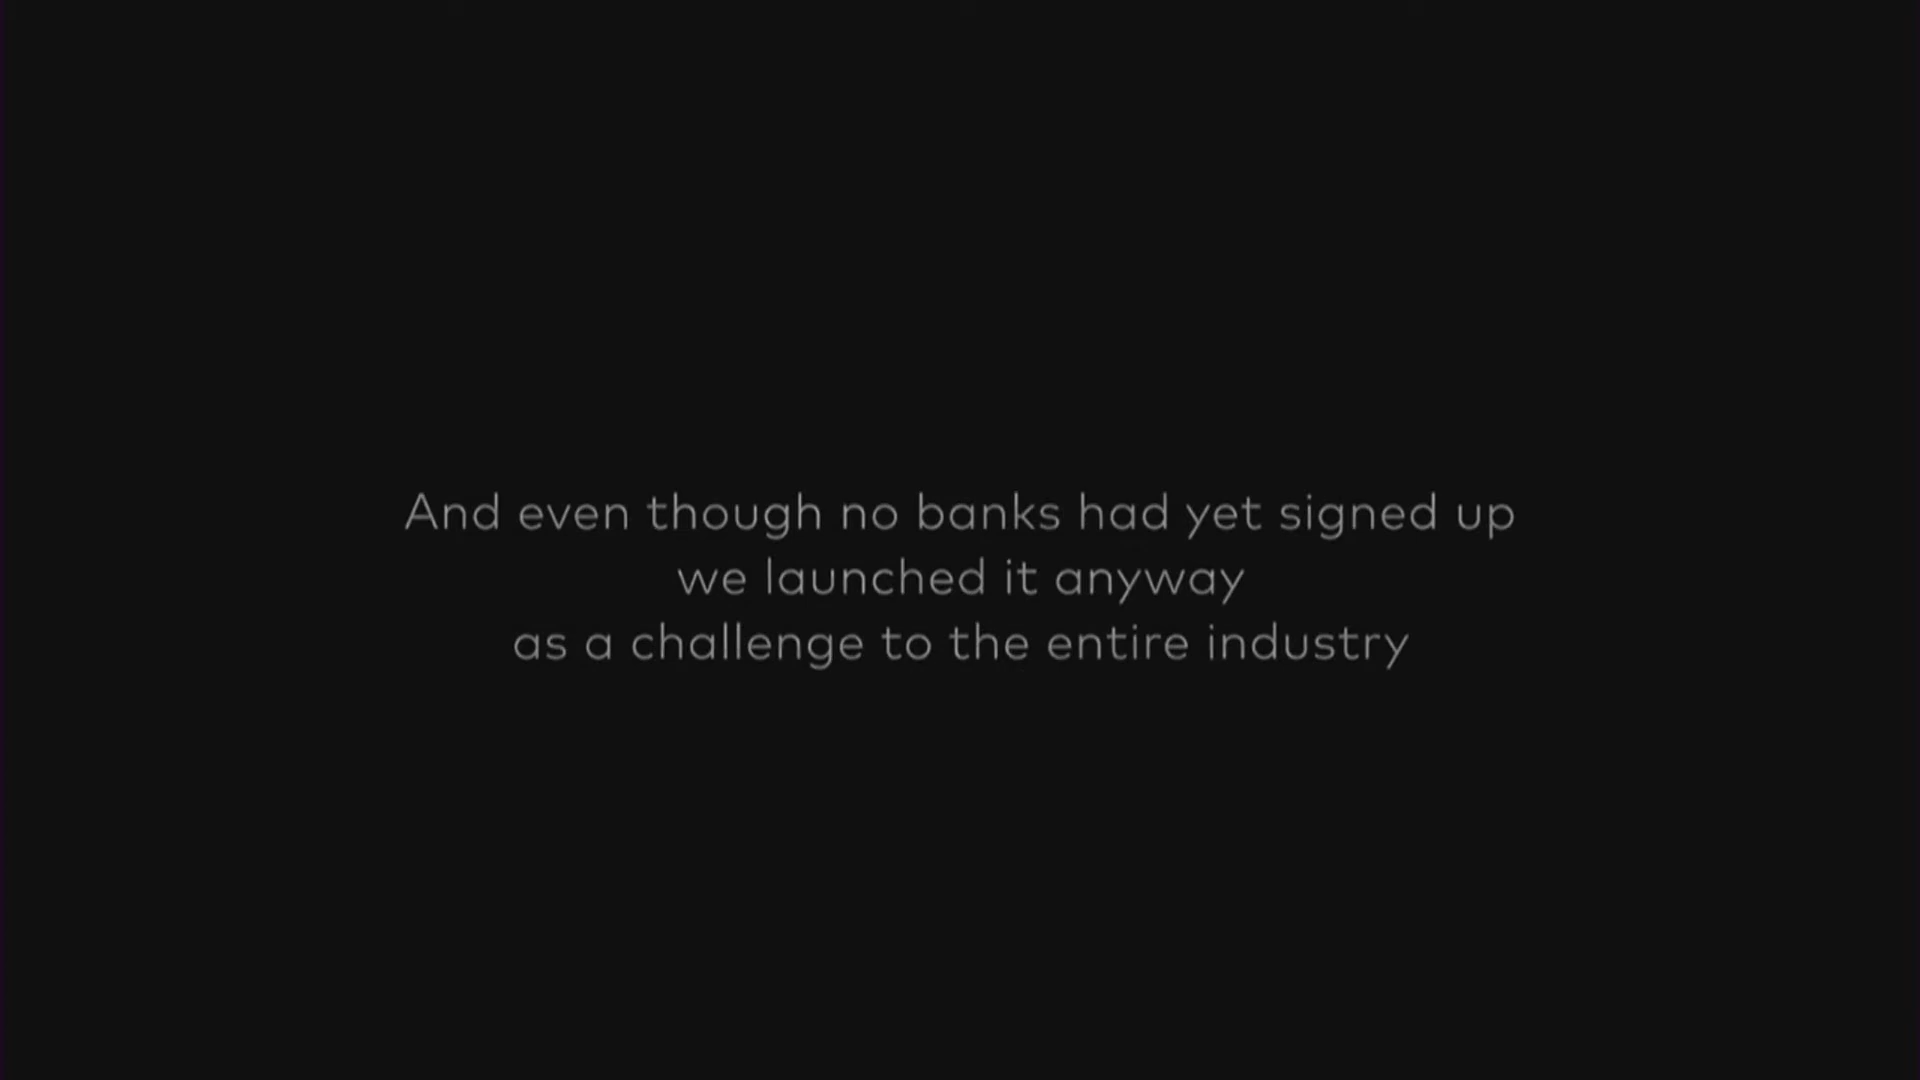 And even though no banks had yet signed up
we launched it anyway
as a challenge to the entire industry